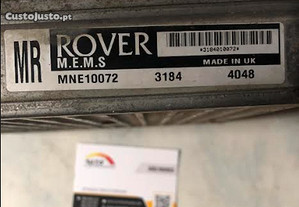 CustoJusto.pt
MR
ROVER
M.E.M.S
*3184010072*
MADE IN UK
MNE10072 3184 4048